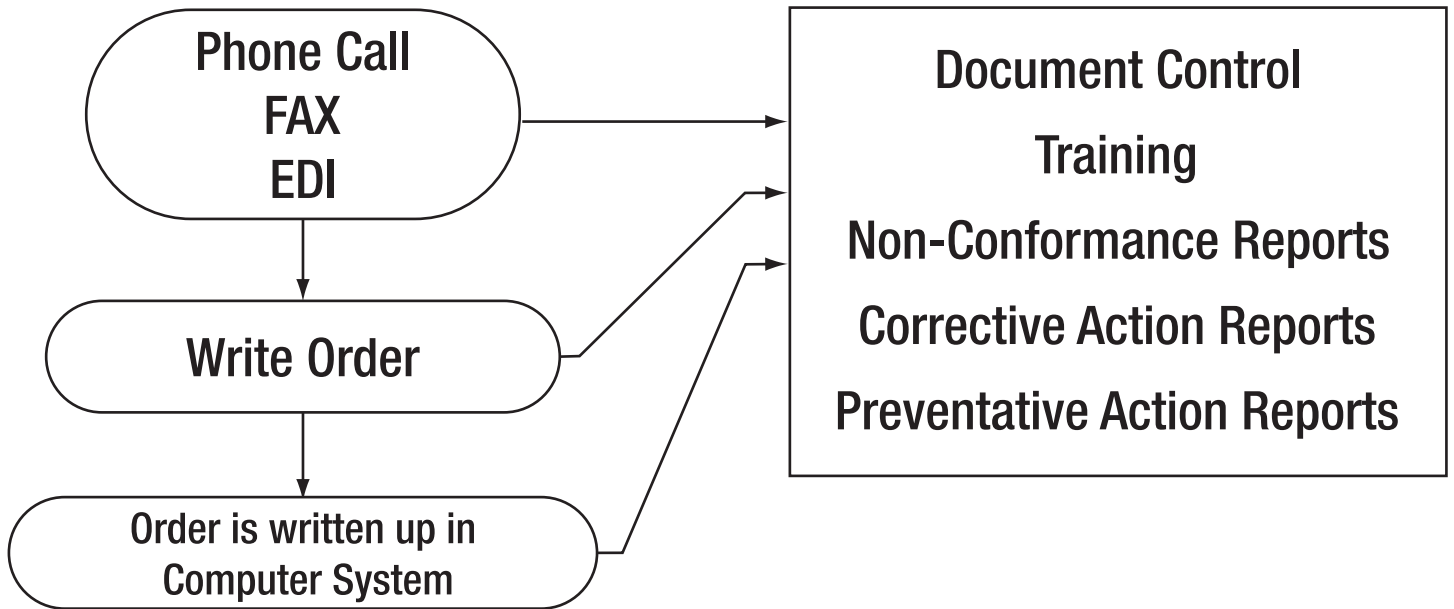 Phone Call
FAX
EDI
Write Order
Order is written up in
Computer System
Document Control
Training
Non-Conformance Reports
Corrective Action Reports
Preventative Action Reports